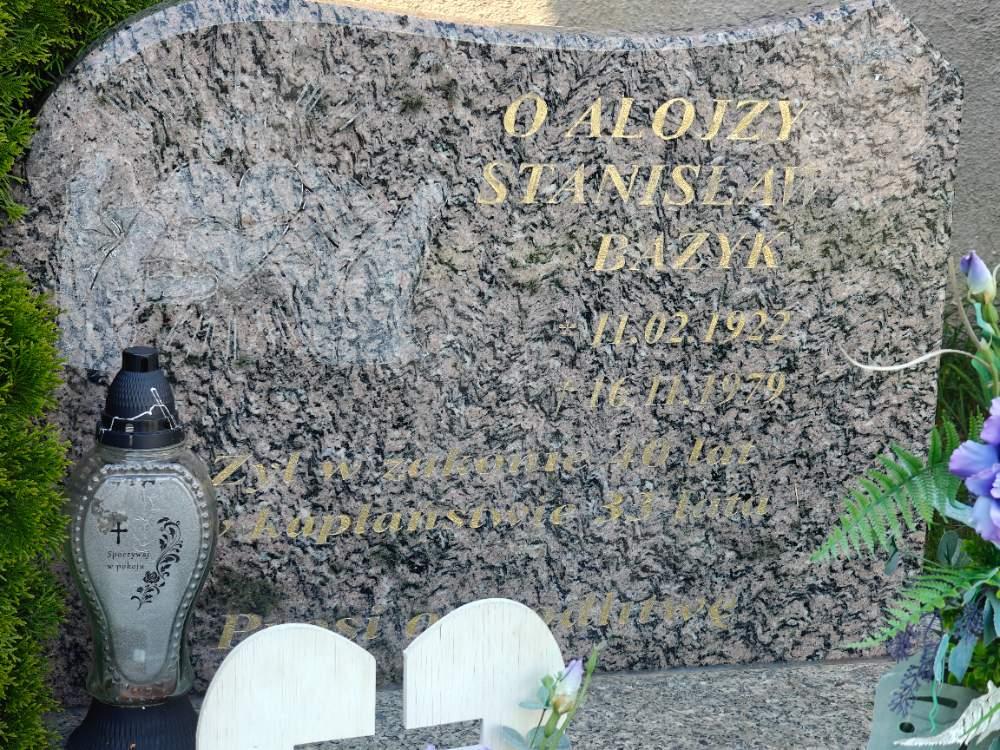 O ALOJZY
STANISŁAW
BAZYK
* 11.02.1922
† 16.11.1979
Żył w zakonie 40 lat
w kapłaństwie 33 lata
Prosi o modlitwę
Spoczywaj
w pokoju